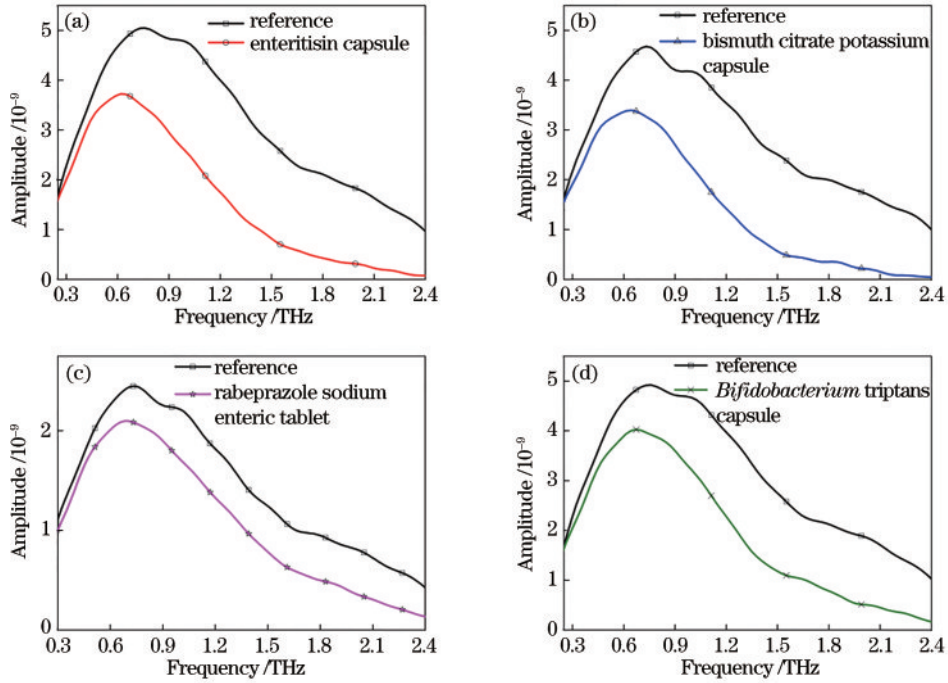 (a)
reference
enteritisin capsule
5
4
3
2
1
0
Amplitude /10⁻⁹
0.3 0.6 0.9 1.2 1.5 1.8 2.1 2.4
Frequency /THz
(b)
reference
bismuth citrate potassium
capsule
5
4
3
2
1
0
Amplitude /10⁻⁹
0.3 0.6 0.9 1.2 1.5 1.8 2.1 2.4
Frequency /THz
(c)
reference
rabeprazole sodium
enteric tablet
2
1
0
Amplitude /10⁻⁹
0.3 0.6 0.9 1.2 1.5 1.8 2.1 2.4
Frequency /THz
(d)
reference
Bifidobacterium triptans
capsule
5
4
3
2
1
0
Amplitude /10⁻⁹
0.3 0.6 0.9 1.2 1.5 1.8 2.1 2.4
Frequency /THz